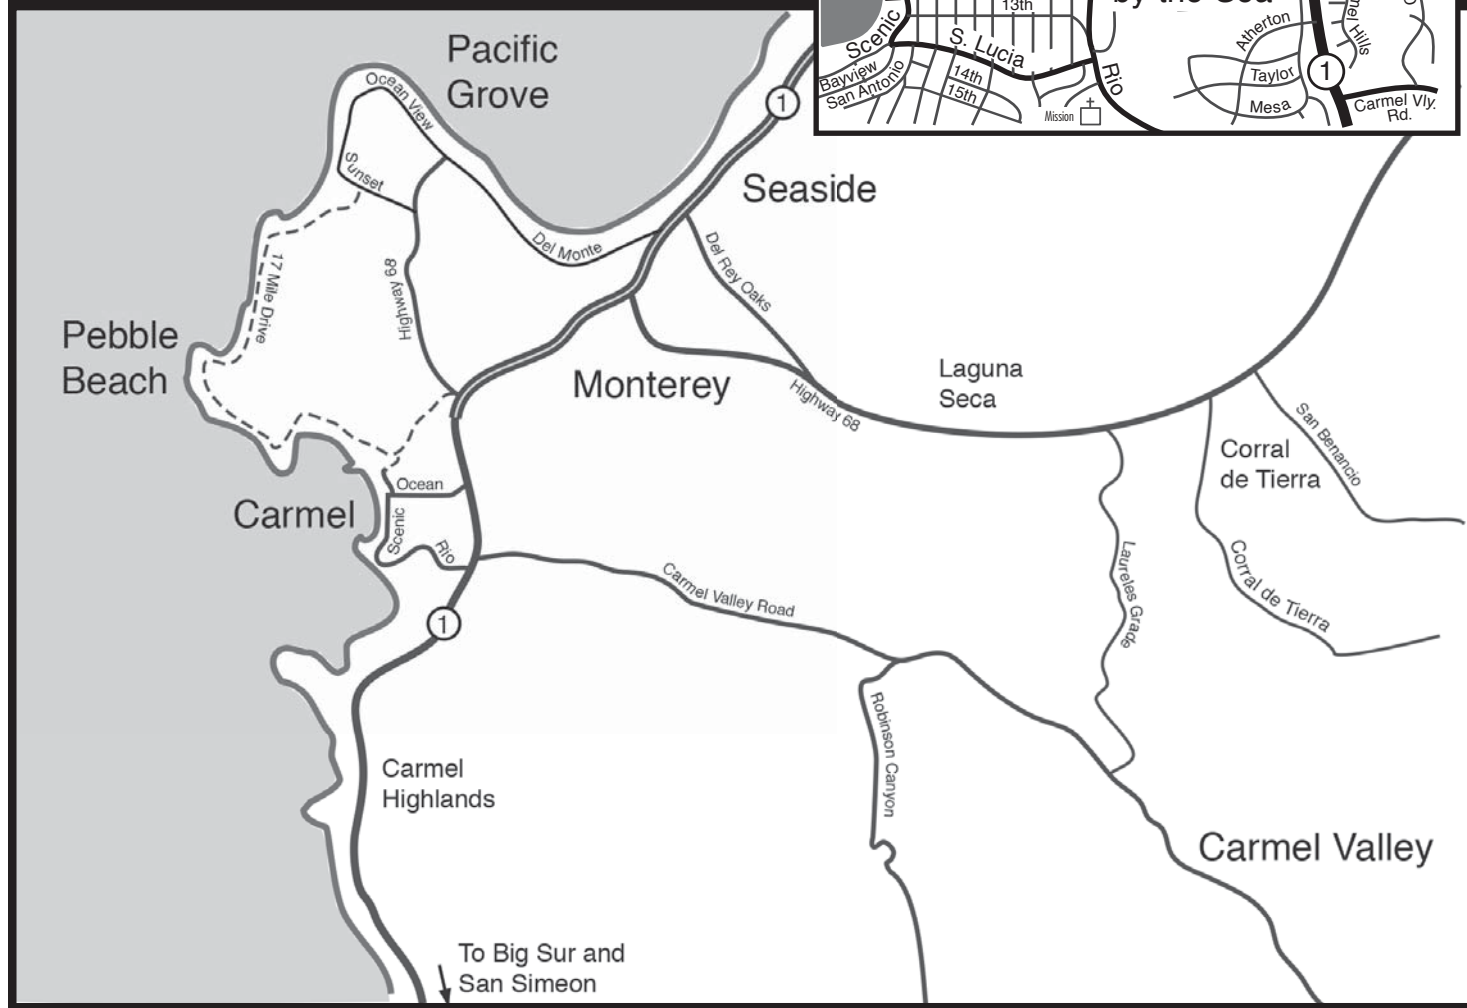 13th
by the Sea
Scenic
S. Lucia
Bayview
San Antonio
14th
15th
Mission
Rio
Atherton
Taylor
Mesa
1
Carmel Vly.
Rd.
Pacific
Grove
Ocean View
Sunset
1
Seaside
Del Monte
Del Rey Oaks
17 Mile Drive
Highway 68
Pebble
Beach
Monterey
Highway 68
Laguna
Seca
San Benancio
Corral
de Tierra
Ocean
Carmel
Scenic
Rio
Carmel Valley Road
Laureles Grade
Corral de Tierra
1
Robinson Canyon
Carmel
Highlands
Carmel Valley
To Big Sur and
San Simeon